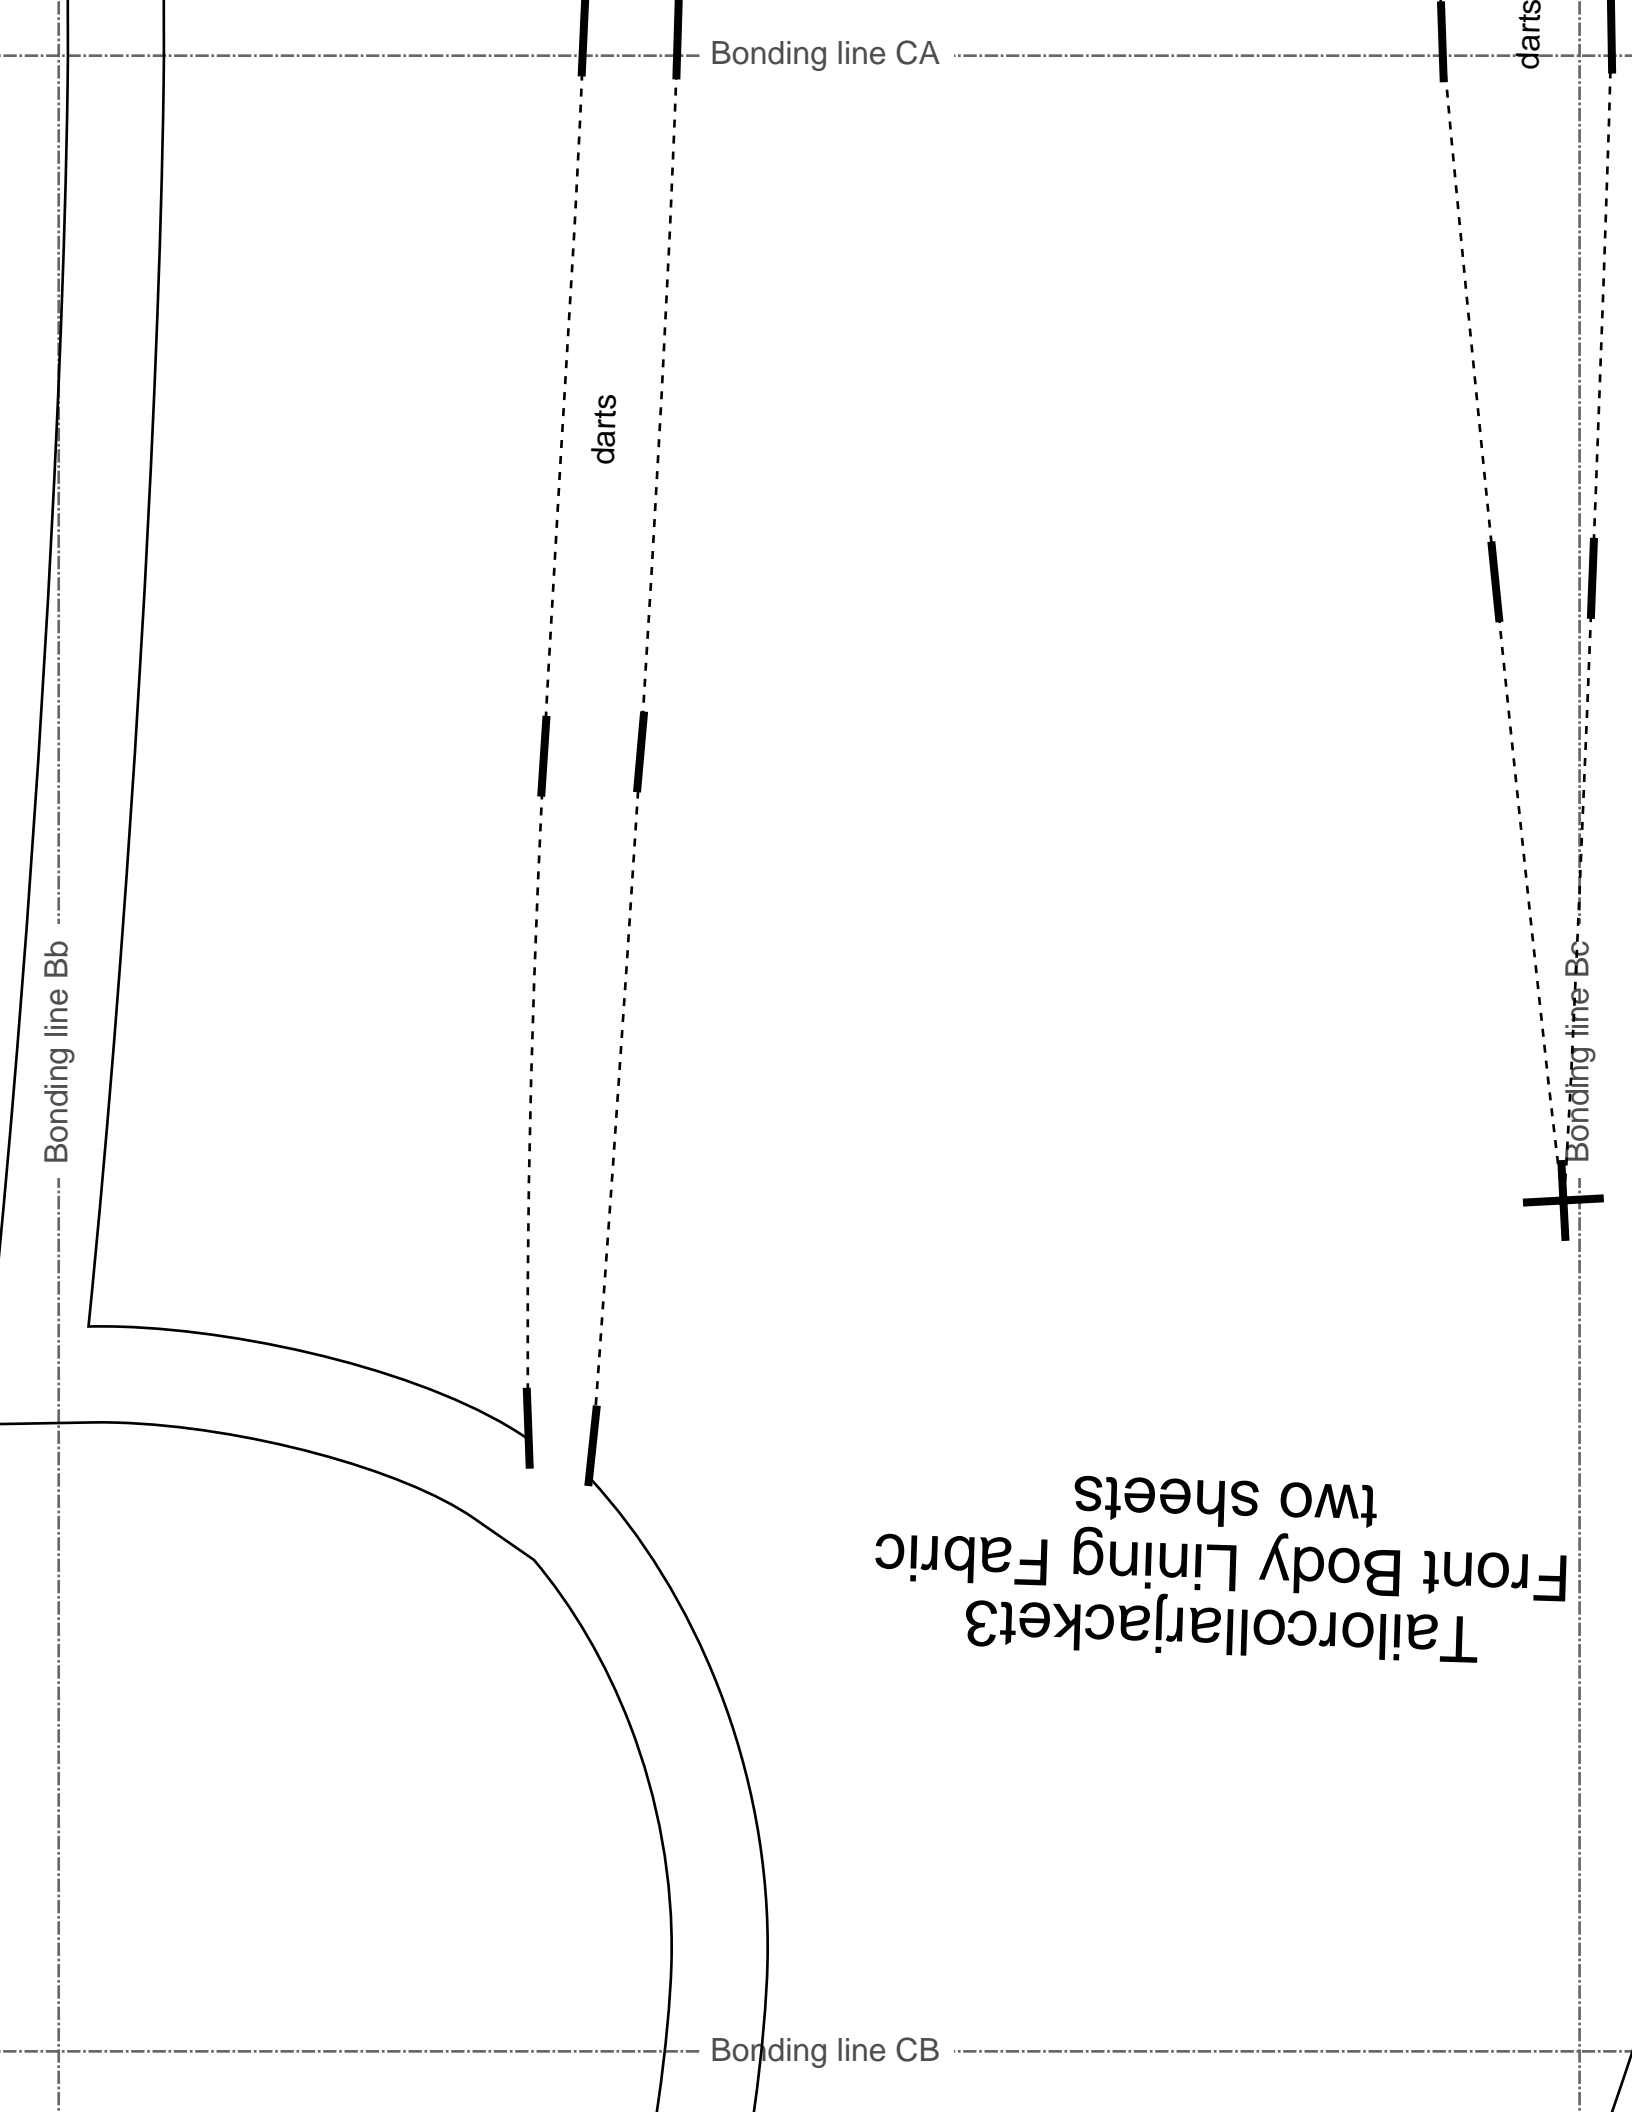 Bonding line CA
darts
darts
Bonding line Bb
Bonding line Bc
Tailorcollarjacket3
Front Body Lining Fabric
two sheets
Bonding line CB